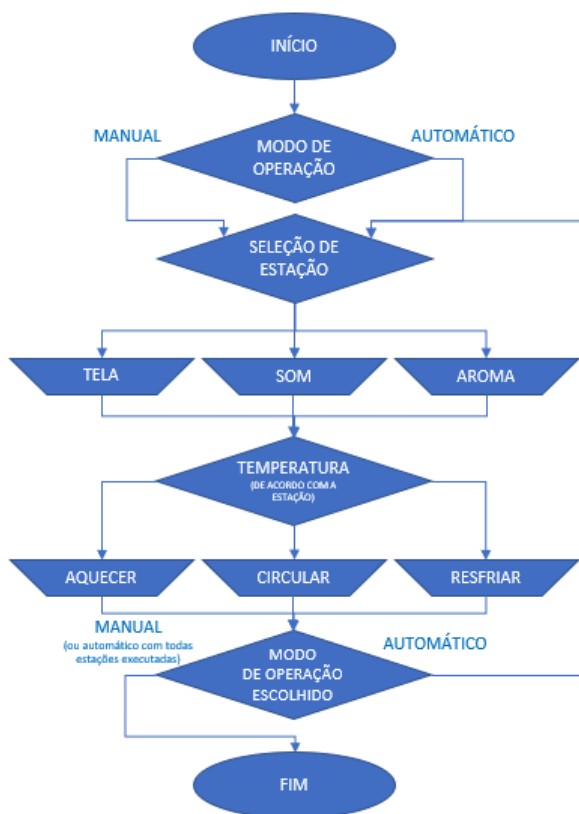 INÍCIO
MANUAL
AUTOMÁTICO
MODO DE
OPERAÇÃO
SELEÇÃO DE
ESTAÇÃO
TELA
SOM
AROMA
TEMPERATURA
(DE ACORDO COM A
ESTAÇÃO)
AQUECER
CIRCULAR
RESFRIAR
MANUAL
(ou automático com todas
estações executadas)
AUTOMÁTICO
MODO
DE OPERAÇÃO
ESCOLHIDO
FIM